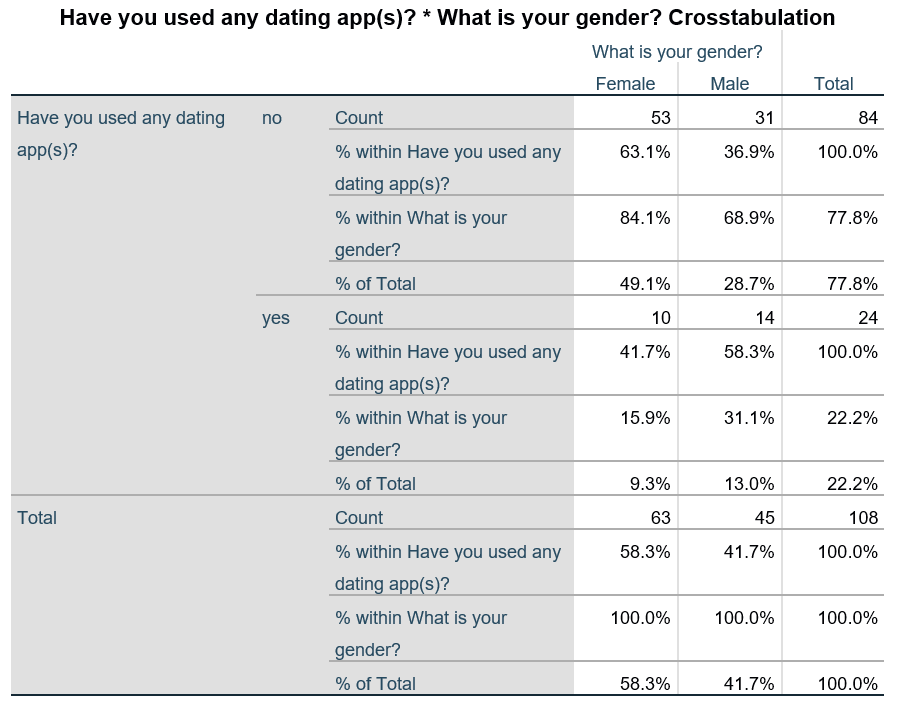 Have you used any dating app(s)? * What is your gender? Crosstabulation
What is your gender?
Female Male Total
Have you used any dating no Count 53 31 84
app(s)? % within Have you used any 63.1% 36.9% 100.0%
dating app(s)?
% within What is your 84.1% 68.9% 77.8%
gender?
% of Total 49.1% 28.7% 77.8%
yes Count 10 14 24
% within Have you used any 41.7% 58.3% 100.0%
dating app(s)?
% within What is your 15.9% 31.1% 22.2%
gender?
% of Total 9.3% 13.0% 22.2%
Total Count 63 45 108
% within Have you used any 58.3% 41.7% 100.0%
dating app(s)?
% within What is your 100.0% 100.0% 100.0%
gender?
% of Total 58.3% 41.7% 100.0%